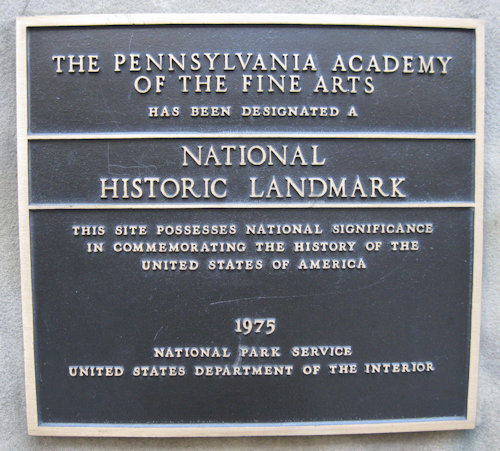 THE PENNSYLVANIA ACADEMY
OF THE FINE ARTS
HAS BEEN DESIGNATED A
NATIONAL
HISTORIC LANDMARK
THIS SITE POSSESSES NATIONAL SIGNIFICANCE
IN COMMEMORATING THE HISTORY OF THE
UNITED STATES OF AMERICA
1975
NATIONAL PARK SERVICE
UNITED STATES DEPARTMENT OF THE INTERIOR